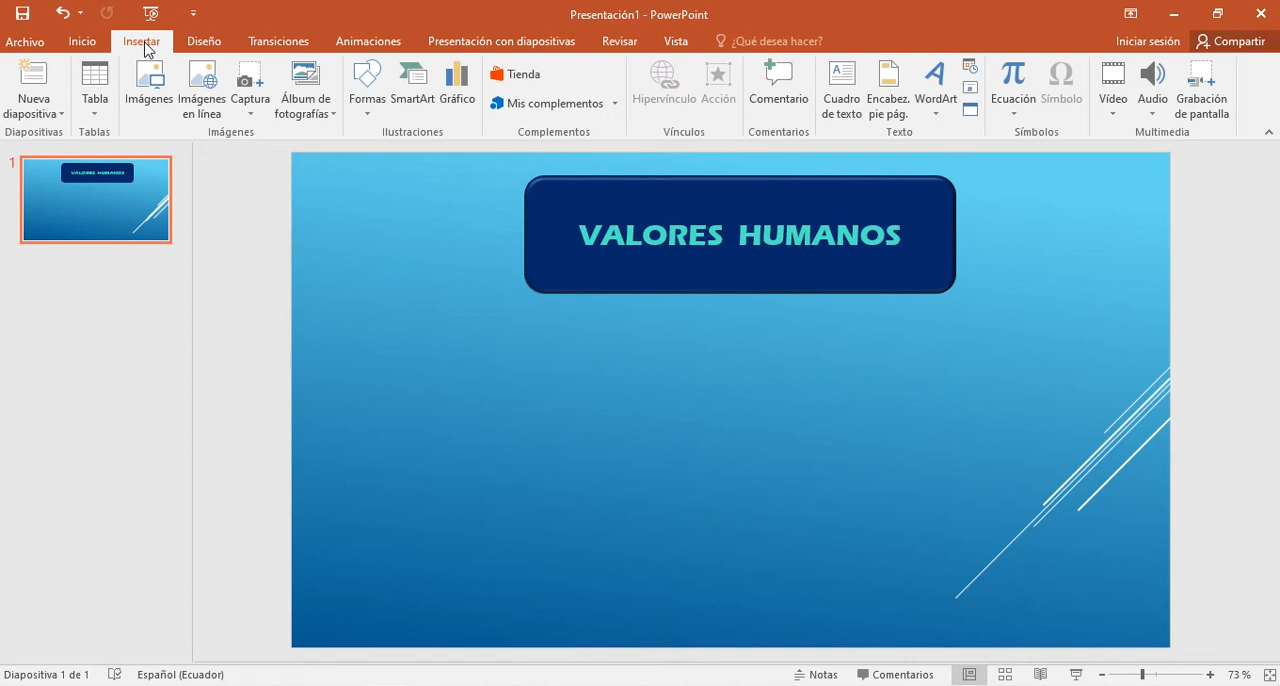 Presentación1 - PowerPoint
Archivo Inicio Insertar Diseño Transiciones Animaciones Presentación con diapositivas Revisar Vista ¿Qué desea hacer? Iniciar sesión Compartir
Nueva diapositiva
Tabla
Imágenes
Imágenes en línea
Captura
Álbum de fotografías
Formas
SmartArt
Gráfico
Tienda
Mis complementos
Hipervínculo
Acción
Comentario
Cuadro de texto
Encabez. pie pág.
WordArt
Ecuación
Símbolo
Vídeo
Audio
Grabación de pantalla
Diapositivas Tablas Imágenes Ilustraciones Complementos Vínculos Comentarios Texto Símbolos Multimedia
1
VALORES HUMANOS
VALORES HUMANOS
Diapositiva 1 de 1 Español (Ecuador) Notas Comentarios 73 %